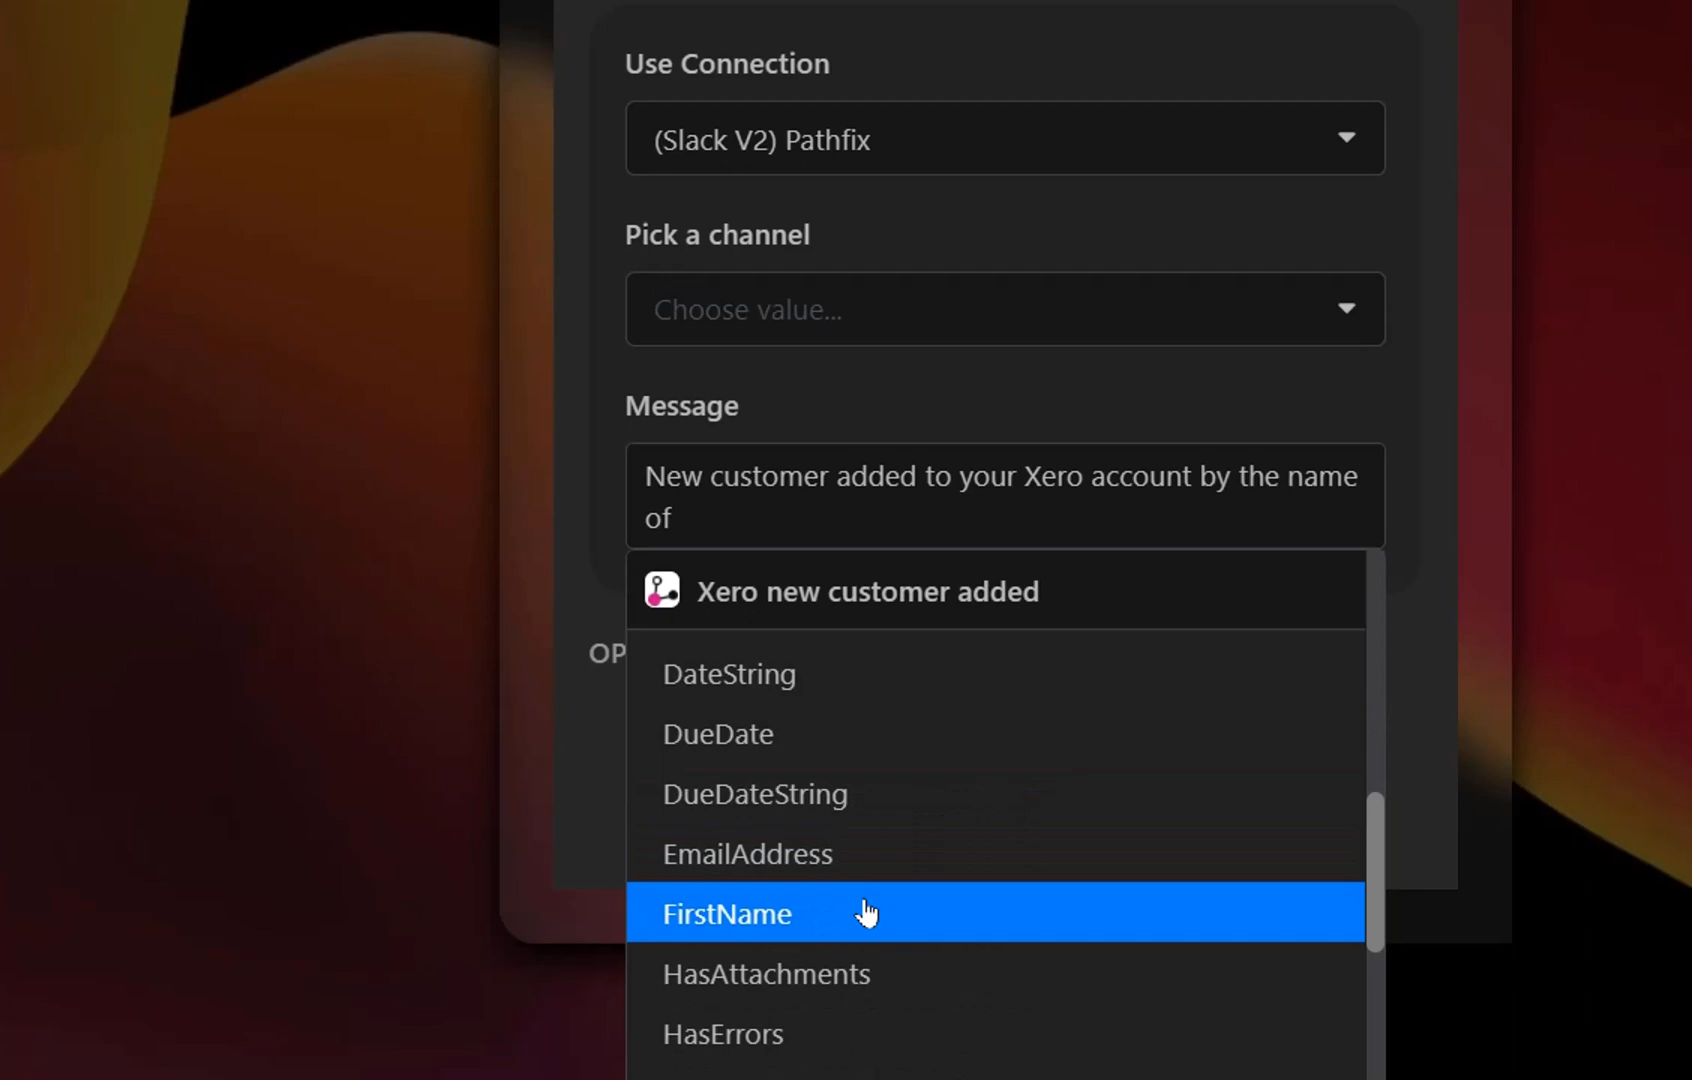 Use Connection
(Slack V2) Pathfix
Pick a channel
Choose value...
Message
New customer added to your Xero account by the name
of
Xero new customer added
OP
DateString
DueDate
DueDateString
EmailAddress
FirstName
HasAttachments
HasErrors